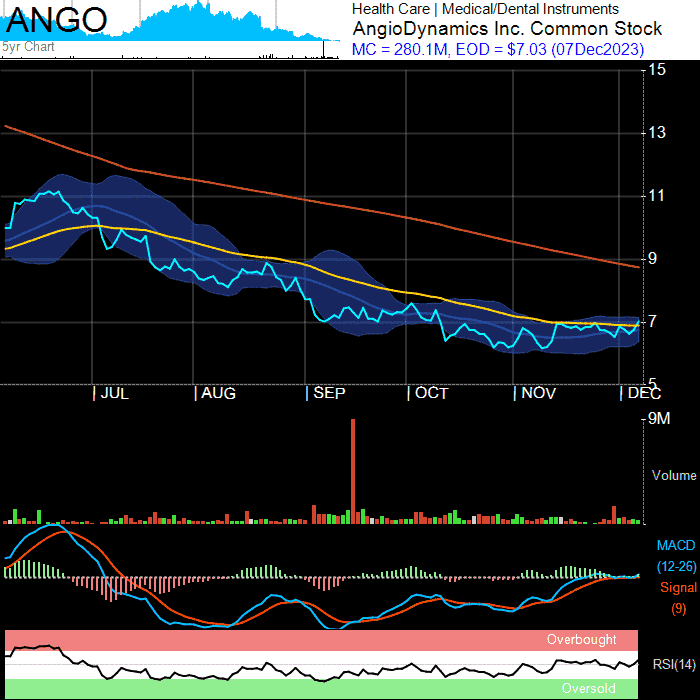 ANGO
5yr Chart
Health Care | Medical/Dental Instruments
AngioDynamics Inc. Common Stock
MC = 280.1M, EOD = $7.03 (07Dec2023)
15
13
11
9
7
5
| JUL | AUG | SEP | OCT | NOV | DEC
9M
Volume
MACD
(12-26)
Signal
(9)
Overbought
RSI(14)
Oversold